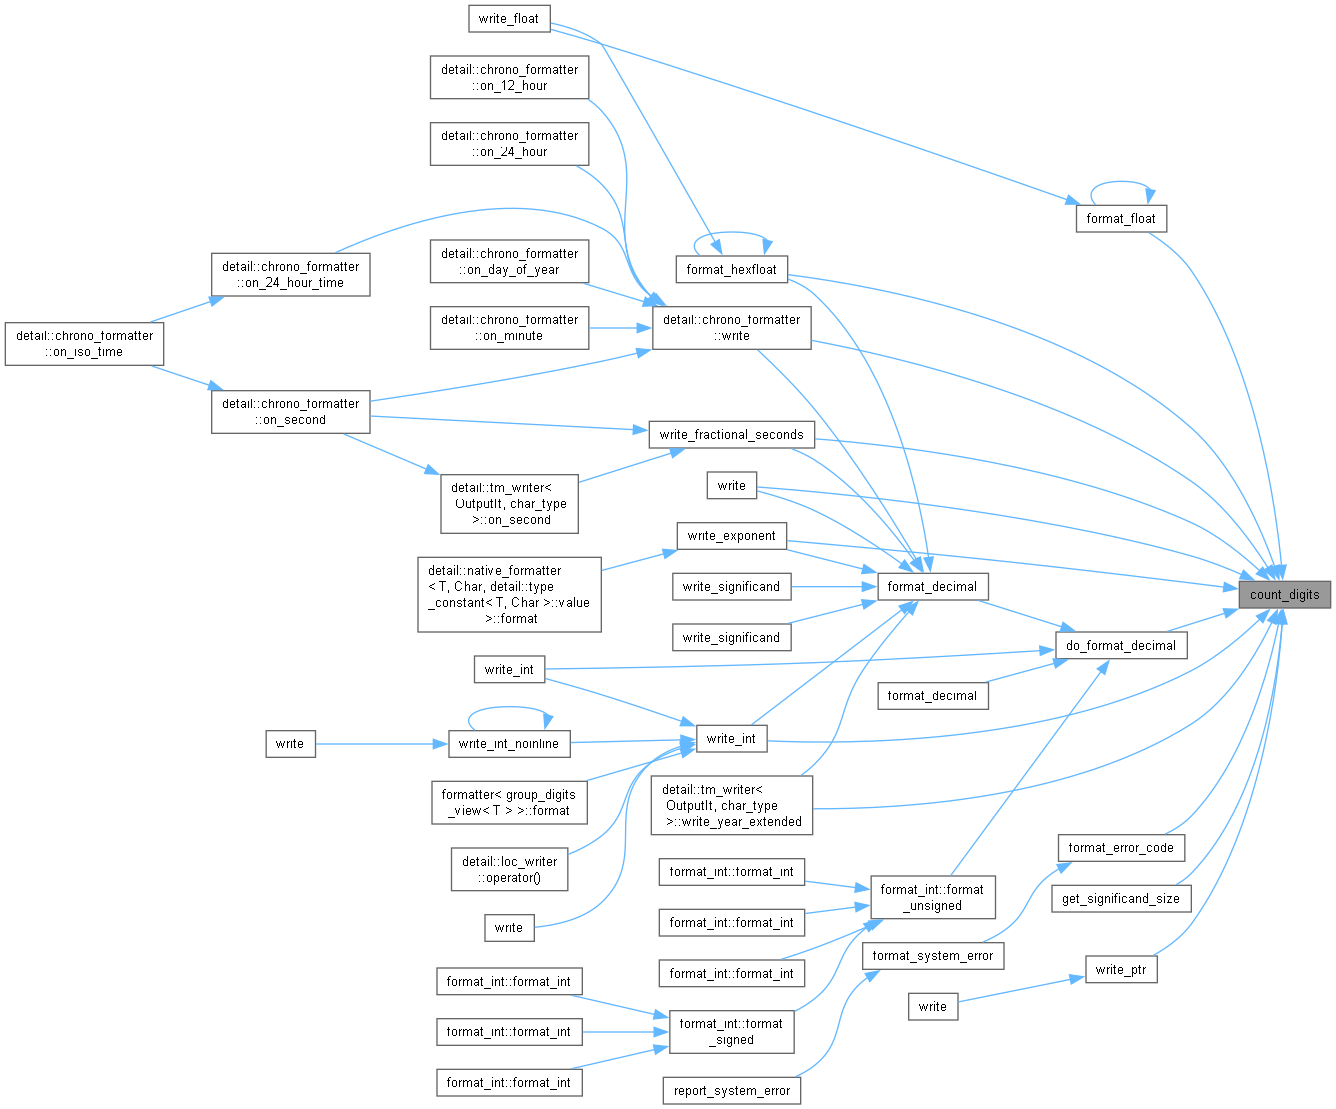 write_float
detail::chrono_formatter
::on_12_hour
detail::chrono_formatter
::on_24_hour
format_float
detail::chrono_formatter
::on_day_of_year
detail::chrono_formatter
::on_24_hour_time
format_hexfloat
detail::chrono_formatter
::on_minute
detail::chrono_formatter
::write
detail::chrono_formatter
::on_iso_time
detail::chrono_formatter
::on_second
write_fractional_seconds
detail::tm_writer<
OutputIt, char_type
>::on_second
write
write_exponent
detail::native_formatter
< T, Char, detail::type
_constant< T, Char >::value
>::format
write_significand
format_decimal
count_digits
write_significand
do_format_decimal
write_int
format_decimal
write
write_int_noinline
write_int
formatter< group_digits
_view< T > >::format
detail::tm_writer<
OutputIt, char_type
>::write_year_extended
detail::loc_writer
::operator()
format_error_code
format_int::format_int
format_int::format
_unsigned
get_significand_size
write
format_int::format_int
format_system_error
format_int::format_int
write_ptr
format_int::format_int
write
format_int::format_int
format_int::format
_signed
format_int::format_int
report_system_error